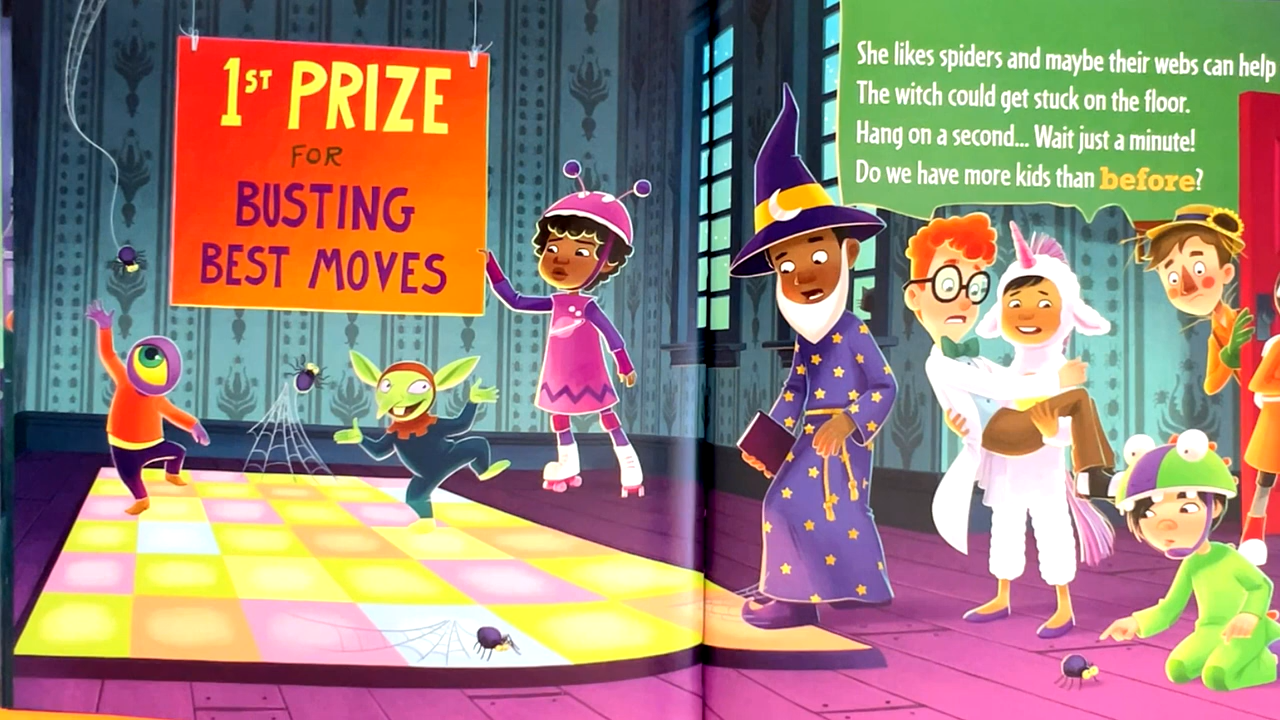 1ST PRIZE
FOR
BUSTING
BEST MOVES
She likes spiders and maybe their webs can help
The witch could get stuck on the floor.
Hang on a second... Wait just a minute!
Do we have more kids than before?